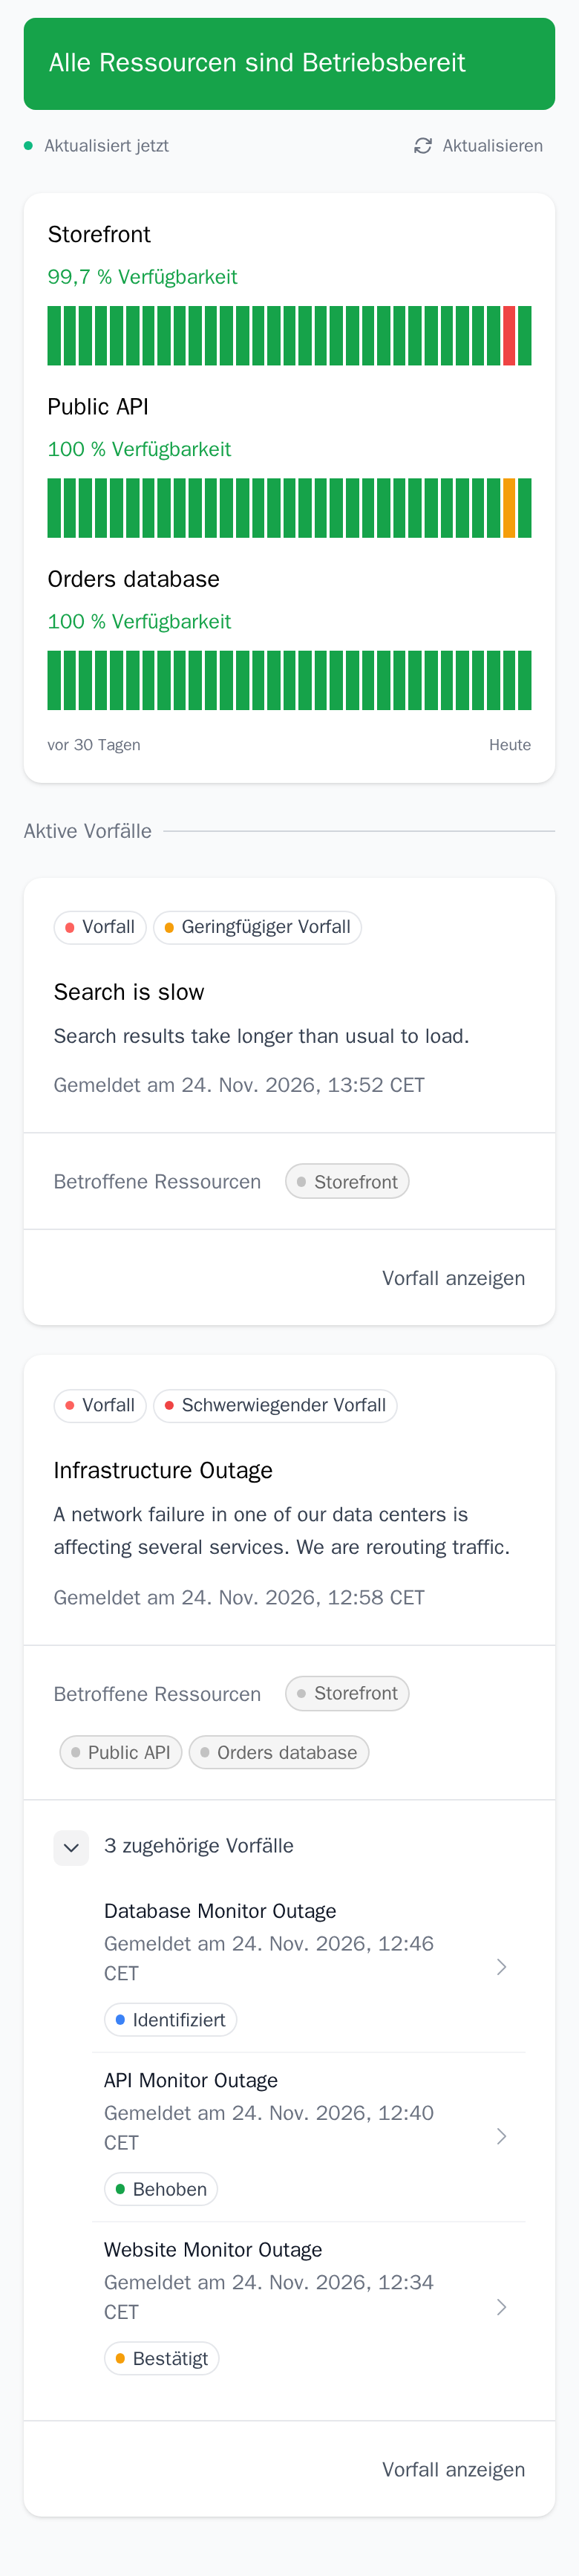 Alle Ressourcen sind Betriebsbereit
Aktualisiert jetzt
Aktualisieren
Storefront
99,7 % Verfügbarkeit
Public API
100 % Verfügbarkeit
Orders database
100 % Verfügbarkeit
vor 30 Tagen
Heute
Aktive Vorfälle
Vorfall
Geringfügiger Vorfall
Search is slow
Search results take longer than usual to load.
Gemeldet am 24. Nov. 2026, 13:52 CET
Betroffene Ressourcen
Storefront
Vorfall anzeigen
Vorfall
Schwerwiegender Vorfall
Infrastructure Outage
A network failure in one of our data centers is
affecting several services. We are rerouting traffic.
Gemeldet am 24. Nov. 2026, 12:58 CET
Betroffene Ressourcen
Storefront
Public API
Orders database
3 zugehörige Vorfälle
Database Monitor Outage
Gemeldet am 24. Nov. 2026, 12:46
CET
Identifiziert
API Monitor Outage
Gemeldet am 24. Nov. 2026, 12:40
CET
Behoben
Website Monitor Outage
Gemeldet am 24. Nov. 2026, 12:34
CET
Bestätigt
Vorfall anzeigen